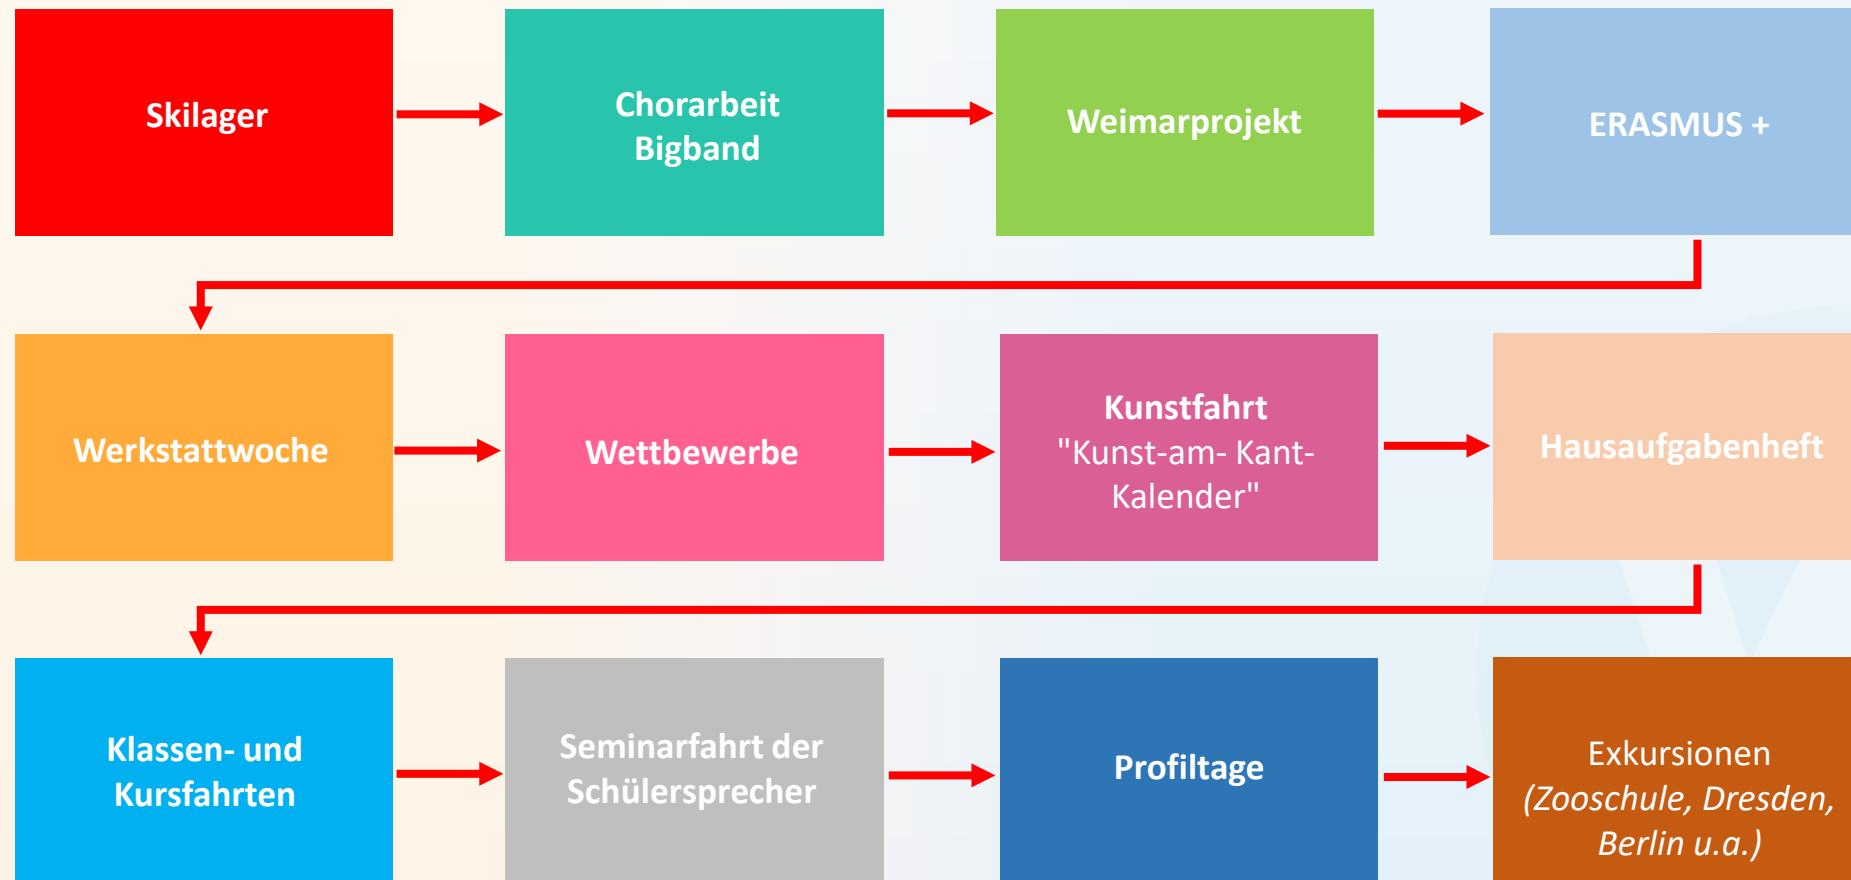 Skilager
Chorarbeit
Bigband
Weimarprojekt
ERASMUS +
Werkstattwoche
Wettbewerbe
Kunstfahrt
"Kunst-am- Kant-
Kalender"
Hausaufgabenheft
Klassen- und
Kursfahrten
Seminarfahrt der
Schülersprecher
Profiltage
Exkursionen
(Zooschule, Dresden,
Berlin u.a.)